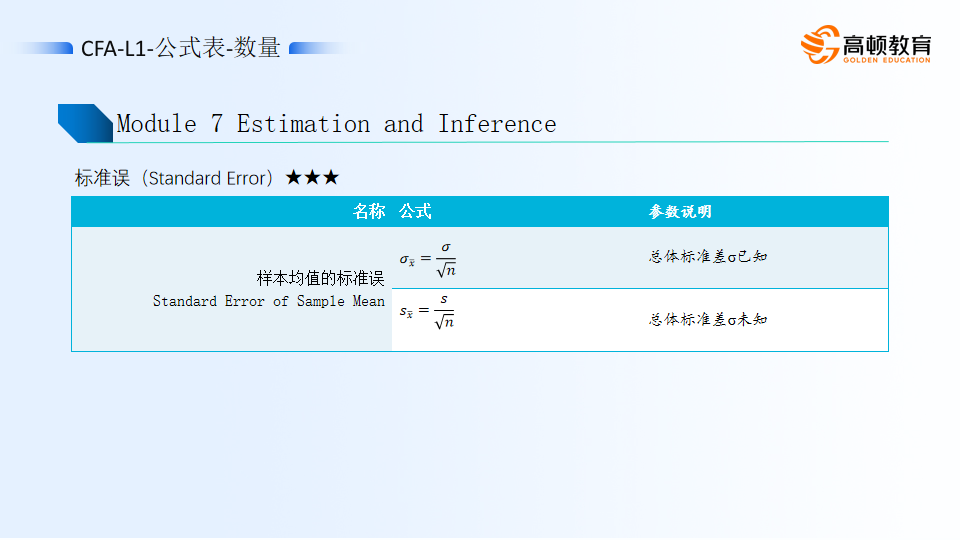 CFA-L1-公式表-数量
高顿教育
GOLDEN EDUCATION
Module 7 Estimation and Inference
标准误（Standard Error）★★★
名称 公式 参数说明
样本均值的标准误
Standard Error of Sample Mean
σ_x̄ = σ/√n 总体标准差σ已知
s_x̄ = s/√n 总体标准差σ未知